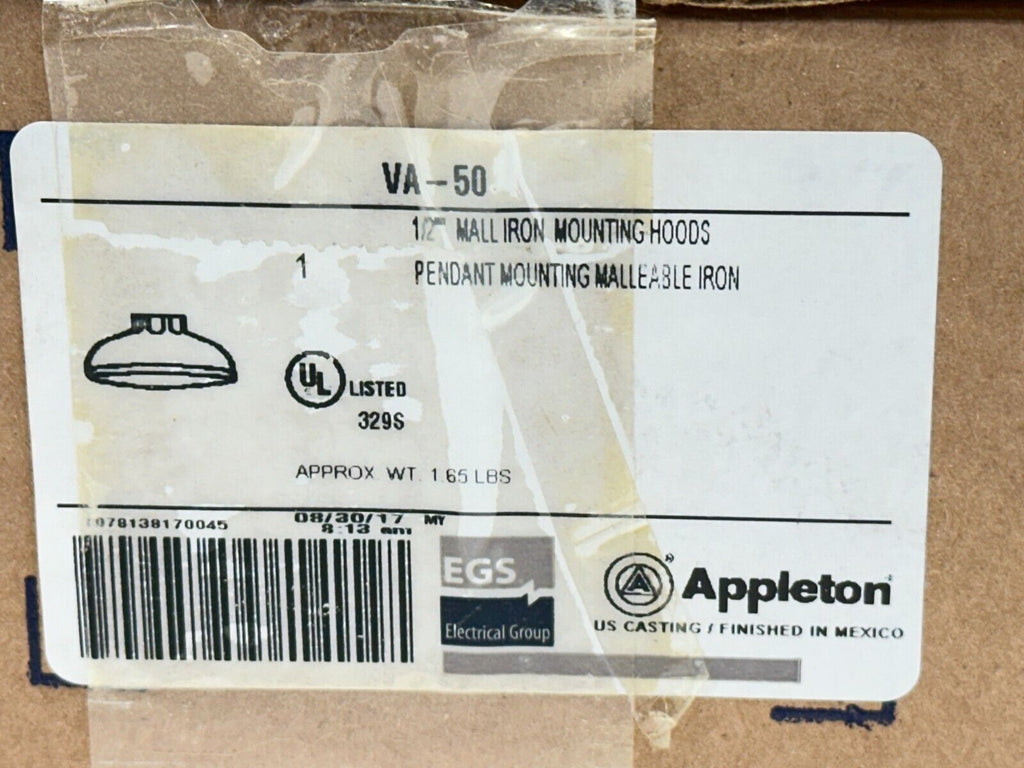 VA-50
1/2" MALL IRON MOUNTING HOODS
1
PENDANT MOUNTING MALLEABLE IRON
UL LISTED
329S
APPROX WT. 1.65 LBS
08/30/17 MY
8:13 am
EGS
Electrical Group
A Appleton
US CASTING / FINISHED IN MEXICO